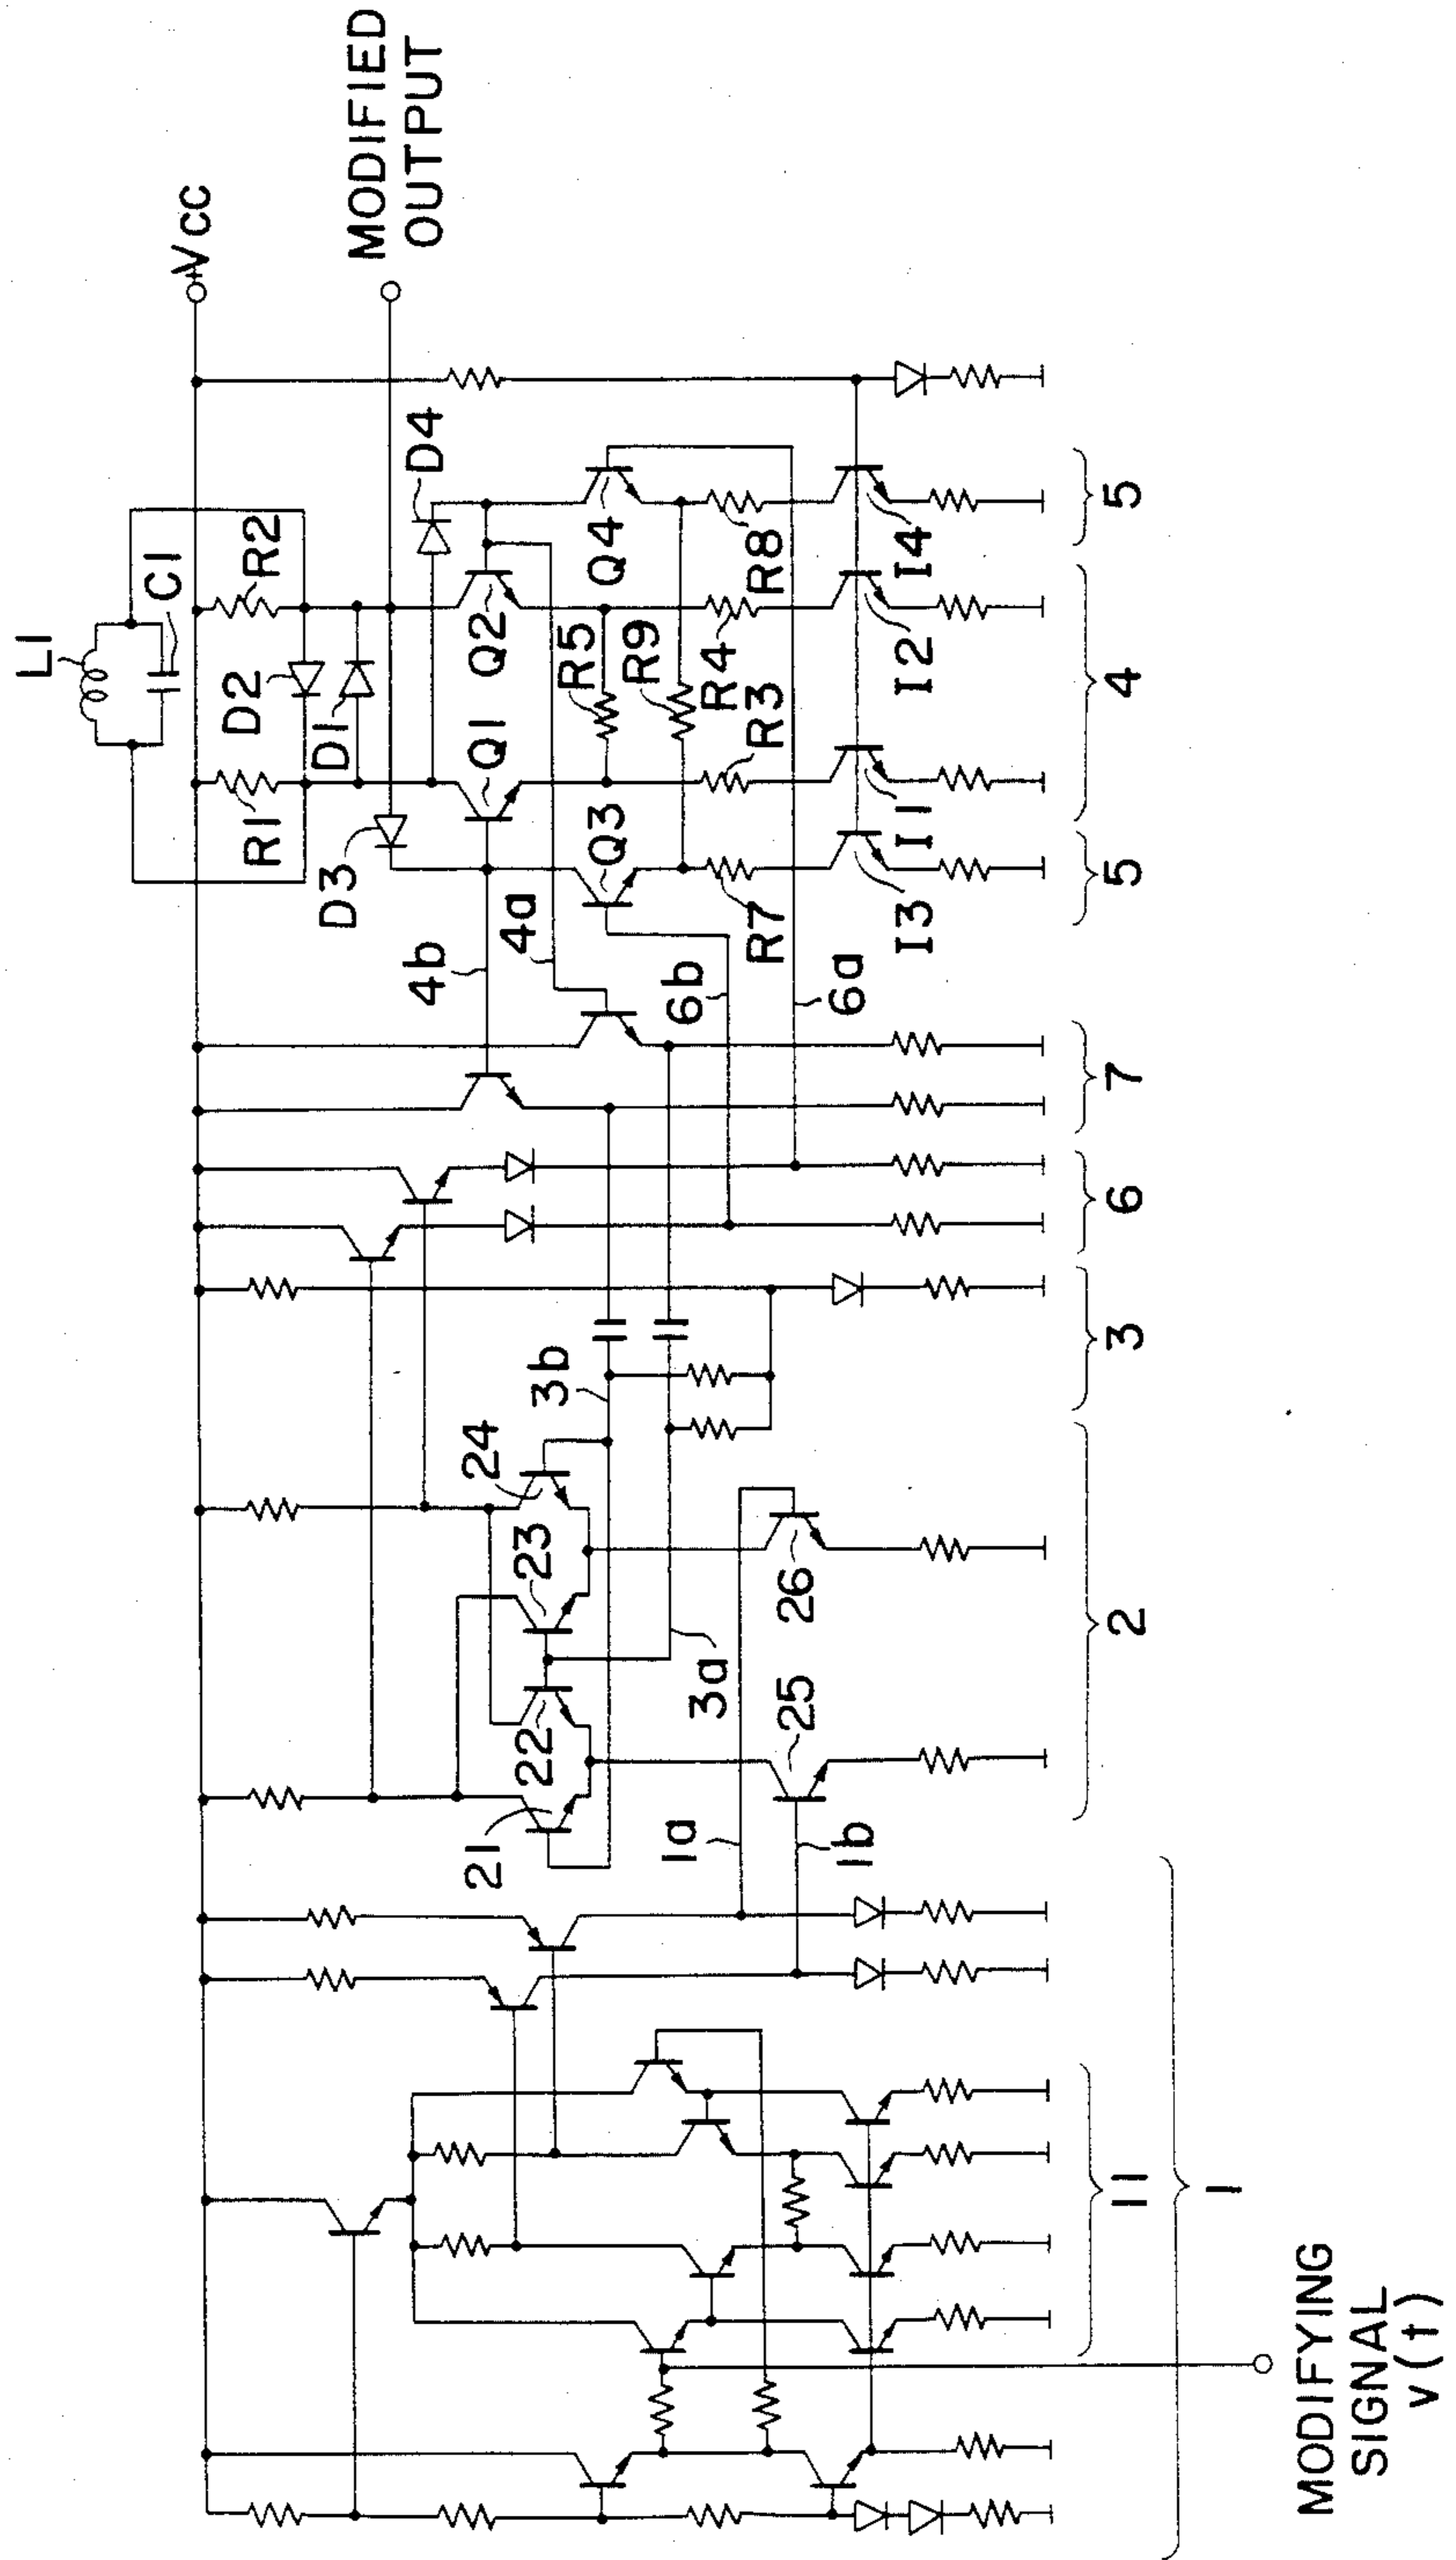 L1
C1
+Vcc
R1
D2
R2
D3
D1
MODIFIED
OUTPUT
4b
D4
21
24
Q1
Q2
4a
22
23
3b
Q3
R5
Q4
R9
1a
6b
3a
R4
R7
R3
R8
25
26
1b
6a
I3
I1
I2
I4
11
2
3
6
7
5
4
5
1
MODIFYING
SIGNAL
v(t)